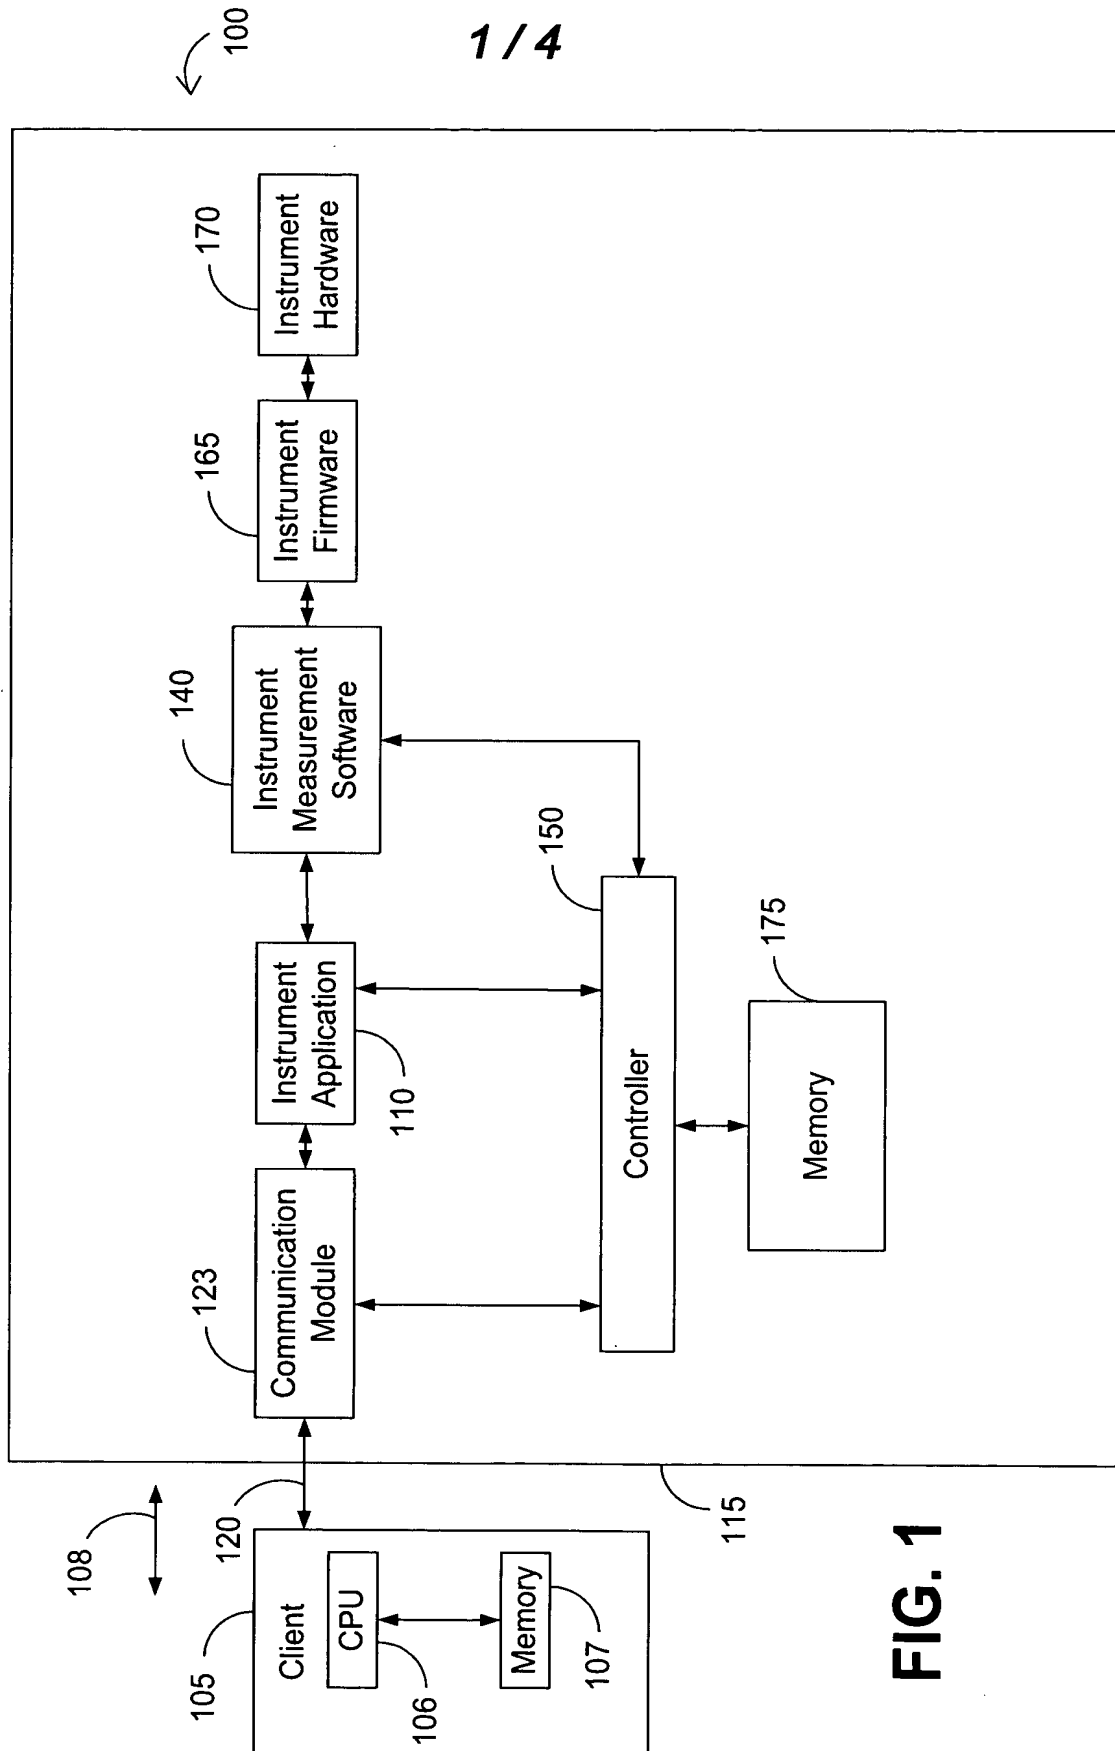 1 / 4
100
108
105
Client
CPU
106
Memory
107
120
115
123
Communication
Module
Instrument
Application
110
140
Instrument
Measurement
Software
165
Instrument
Firmware
170
Instrument
Hardware
150
Controller
175
Memory
FIG. 1